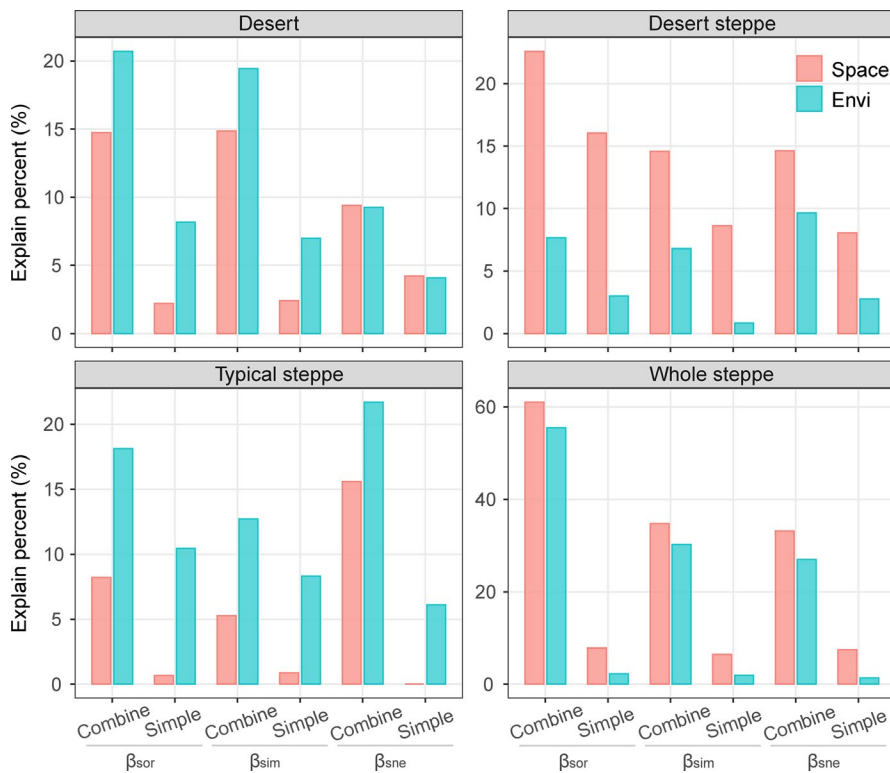 Desert
Desert steppe
Explain percent (%)
20
15
10
5
0
20
15
10
5
0
Space
Envi
Typical steppe
Whole steppe
Explain percent (%)
20
15
10
5
0
60
40
20
0
Combine Simple Combine Simple Combine Simple
Combine Simple Combine Simple Combine Simple
βsor βsim βsne
βsor βsim βsne